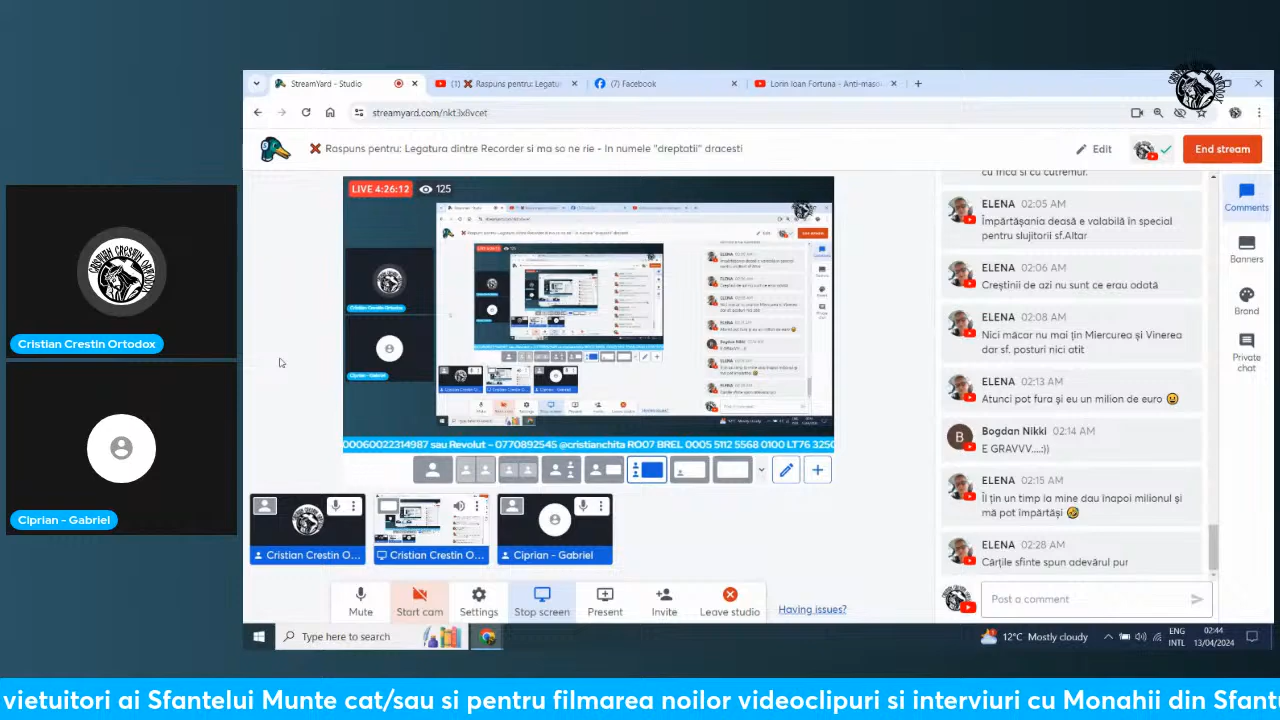 StreamYard - Studio
(1) ❌ Raspuns pentru: Legatu
(7) Facebook
Lorin Ioan Fortuna - Anti-maso
streamyard.com/nkt3x8vcet
❌ Raspuns pentru: Legatura dintre Recorder si ma so ne rie - In numele "dreptatii" dracesti
Edit
End stream
LIVE 4:26:12
125
Cristian Crestin Ortodox
Ciprian - Gabriel
00060022314987 sau Revolut ~ 0770892545 @cristianchita RO07 BREL 0005 5112 5568 0100 LT76 325
Cristian Crestin O...
Cristian Crestin O...
Ciprian - Gabriel
Mute
Start cam
Settings
Stop screen
Present
Invite
Leave studio
Having issues?
cu frica si cu cutremur.
ELENA 02:05 AM
Împărtășania deasă e valabilă în special
pentru slujitorii sf.Altar
ELENA 02:06 AM
Creștinii de azi nu sunt ce erau odată
ELENA 02:08 AM
Nici măcar nu mai țin Miercurea și Vinerea
dar sf. posturi nici atit
ELENA 02:13 AM
Atunci pot fura și eu un milion de euro 😃
Bogdan Nikki 02:14 AM
E GRAVVV....:))
ELENA 02:15 AM
Îl țin un timp la mine dau înapoi milionul și
mă pot împărtăși 🤣
ELENA 02:28 AM
Cărțile sfinte spun adevărul pur
Post a comment
Comments
Banners
Brand
Private
chat
Type here to search
12°C Mostly cloudy
ENG
INTL
02:44
13/04/2024
vietuitori ai Sfantelui Munte cat/sau si pentru filmarea noilor videoclipuri si interviuri cu Monahii din Sfant